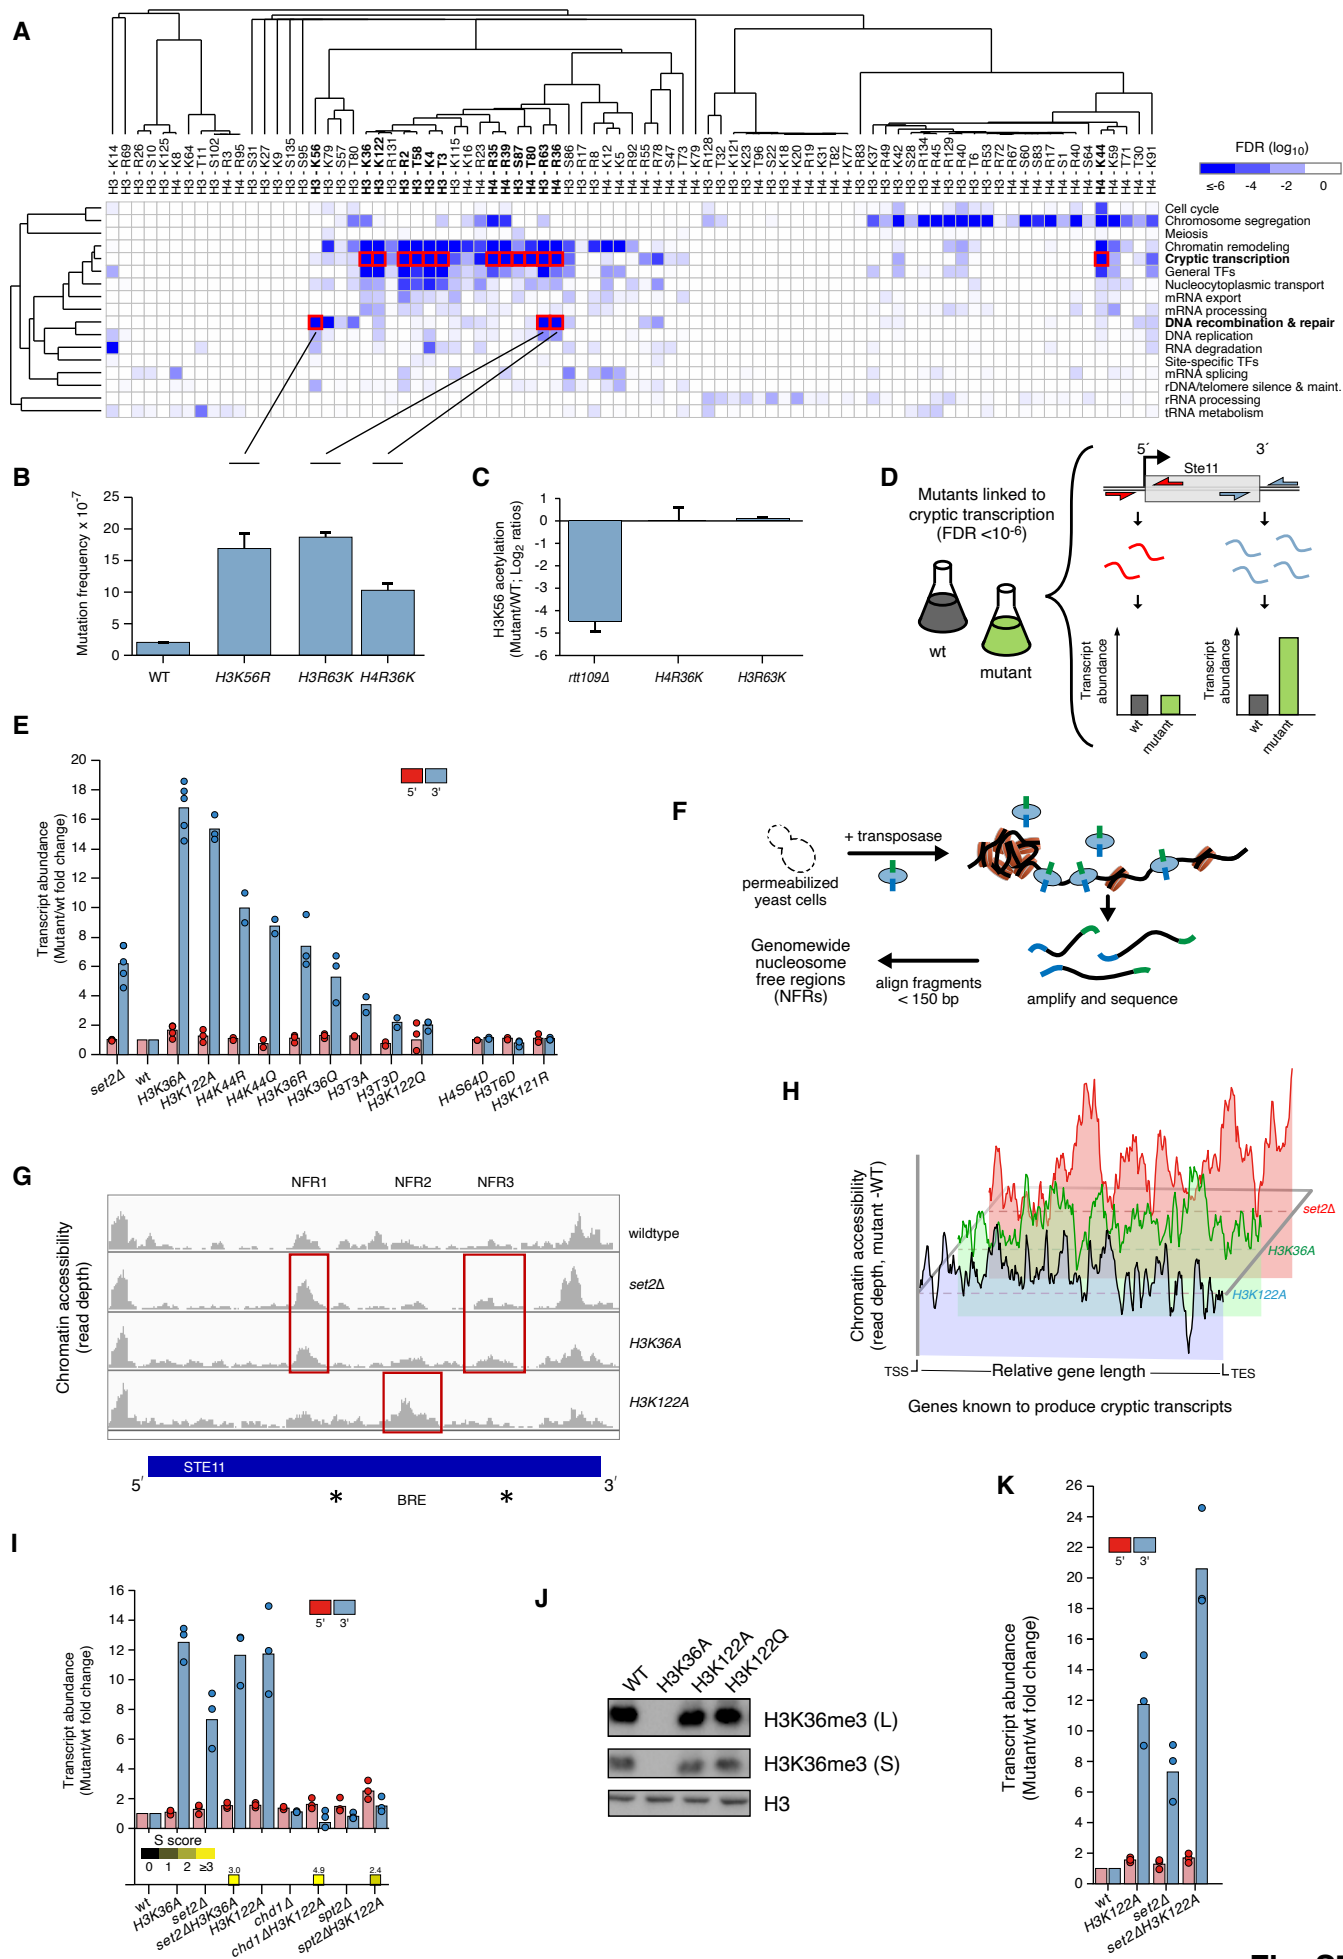 A
H3 - K14
H3 - R69
H3 - R26
H3 - S10
H3 - K125
H4 - K8
H3 - K64
H3 - T11
H3 - S102
H4 - R3
H4 - R95
H4 - S31
H3 - K27
H3 - K9
H3 - S135
H3 - S95
H3 - K56
H3 - K79
H3 - S57
H3 - T80
H3 - K36
H3 - K122
H3 - R131
H3 - R2
H3 - T58
H3 - K4
H3 - T3
H3 - K115
H4 - K16
H4 - R23
H4 - R35
H4 - R39
H3 - S87
H4 - T80
H3 - R63
H4 - R36
H3 - S86
H3 - R17
H3 - R8
H4 - K12
H4 - K5
H4 - R92
H4 - R55
H4 - R78
H4 - S47
H4 - T73
H4 - K79
H3 - R128
H3 - T32
H3 - K121
H3 - K23
H4 - T96
H3 - S22
H3 - K18
H4 - K20
H4 - R19
H4 - K31
H4 - T82
H4 - K77
H3 - R83
H3 - K37
H3 - R49
H3 - K42
H3 - S28
H3 - R134
H4 - R45
H3 - R129
H3 - R40
H3 - T6
H3 - R53
H3 - R72
H4 - R67
H4 - S60
H4 - S83
H4 - R17
H4 - S1
H4 - R40
H4 - S64
H4 - K44
H4 - K59
H4 - T71
H4 - T30
H4 - K91
FDR (log10)
≤-6 -4 -2 0
Cell cycle
Chromosome segregation
Meiosis
Chromatin remodeling
Cryptic transcription
General TFs
Nucleocytoplasmic transport
mRNA export
mRNA processing
DNA recombination & repair
DNA replication
RNA degradation
Site-specific TFs
mRNA splicing
rDNA/telomere silence & maint.
rRNA processing
tRNA metabolism
B
Mutation frequency x 10-7
25
20
15
10
5
0
WT H3K56R H3R63K H4R36K
C
H3K56 acetylation
(Mutant/WT; Log2 ratios)
1
0
-1
-2
-3
-4
-5
-6
rtt109Δ H4R36K H3R63K
D
Mutants linked to
cryptic transcription
(FDR <10-6)
wt
mutant
5´ 3´
Ste11
Transcript
abundance
wt
mutant
Transcript
abundance
wt
mutant
E
Transcript abundance
(Mutant/wt fold change)
20
18
16
14
12
10
8
6
4
2
0
5' 3'
set2Δ
wt
H3K36A
H3K122A
H4K44R
H4K44Q
H3K36R
H3K36Q
H3T3A
H3T3D
H3K122Q
H4S64D
H3T6D
H3K121R
F
+ transposase
permeabilized
yeast cells
Genomewide
nucleosome
free regions
(NFRs)
align fragments
< 150 bp
amplify and sequence
G
NFR1 NFR2 NFR3
Chromatin accessibility
(read depth)
wildtype
set2Δ
H3K36A
H3K122A
STE11
5' 3'
* BRE *
H
Chromatin accessibility
(read depth, mutant -WT)
set2Δ
H3K36A
H3K122A
TSS Relative gene length TES
Genes known to produce cryptic transcripts
I
Transcript abundance
(Mutant/wt fold change)
16
14
12
10
8
6
4
2
0
5' 3'
S score
0 1 2 ≥3
3.0 4.9 2.4
wt
H3K36A
set2Δ
set2ΔH3K36A
H3K122A
chd1Δ
chd1ΔH3K122A
spt2Δ
spt2ΔH3K122A
J
WT
H3K36A
H3K122A
H3K122Q
H3K36me3 (L)
H3K36me3 (S)
H3
K
Transcript abundance
(Mutant/wt fold change)
26
24
22
20
18
16
14
12
10
8
6
4
2
0
5' 3'
wt
H3K122A
set2Δ
set2ΔH3K122A